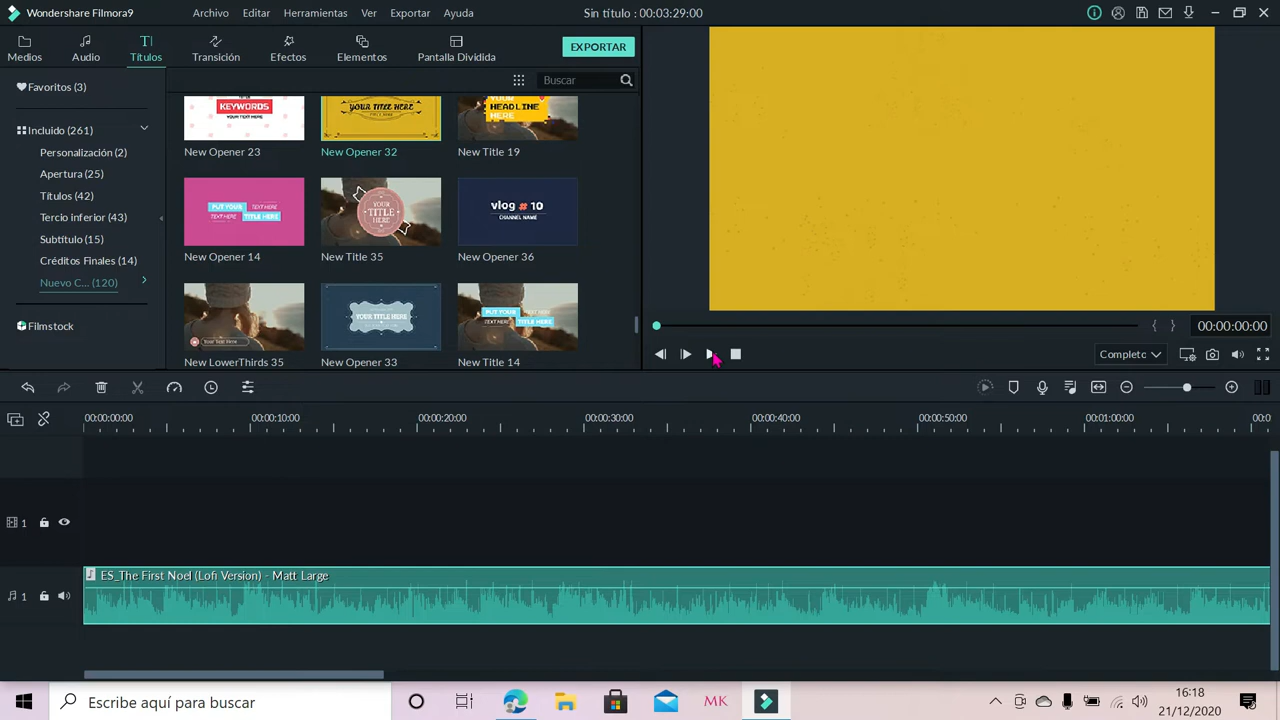 Wondershare Filmora9
Archivo Editar Herramientas Ver Exportar Ayuda
Sin título : 00:03:29:00
Medios Audio Títulos Transición Efectos Elementos Pantalla Dividida
EXPORTAR
Favoritos (3)
Buscar
Incluido (261)
Personalización (2)
Apertura (25)
Títulos (42)
Tercio inferior (43)
Subtítulo (15)
Créditos Finales (14)
Nuevo C... (120)
Filmstock
KEYWORDS
YOUR TEXT HERE
YOUR TITLE HERE
YOUR
HEADLINE
HERE
New Opener 23 New Opener 32 New Title 19
PUT YOUR TEXT HERE
TEXT HERE TITLE HERE
YOUR
TITLE
HERE
vlog # 10
CHANNEL NAME
New Opener 14 New Title 35 New Opener 36
Your Text Here
YOUR TITLE HERE
PUT YOUR
TITLE HERE
New LowerThirds 35 New Opener 33 New Title 14
00:00:00:00
Completo
00:00:00:00 00:00:10:00 00:00:20:00 00:00:30:00 00:00:40:00 00:00:50:00 00:01:00:00 00:0
1
ES_The First Noel (Lofi Version) - Matt Large
1
Escribe aquí para buscar
MK
16:18
21/12/2020